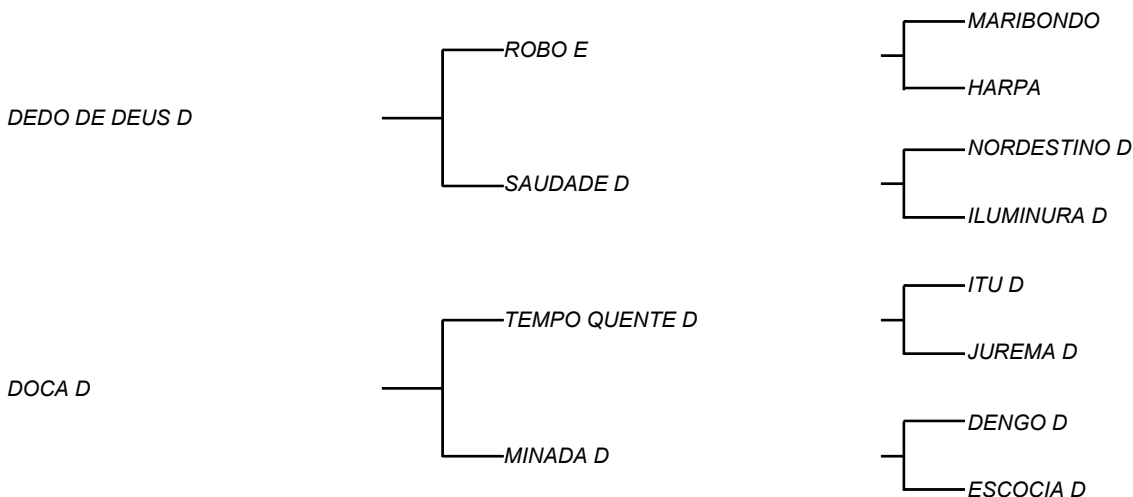 MARIBONDO
ROBO E
HARPA
DEDO DE DEUS D
NORDESTINO D
SAUDADE D
ILUMINURA D
ITU D
TEMPO QUENTE D
JUREMA D
DOCA D
DENGO D
MINADA D
ESCOCIA D